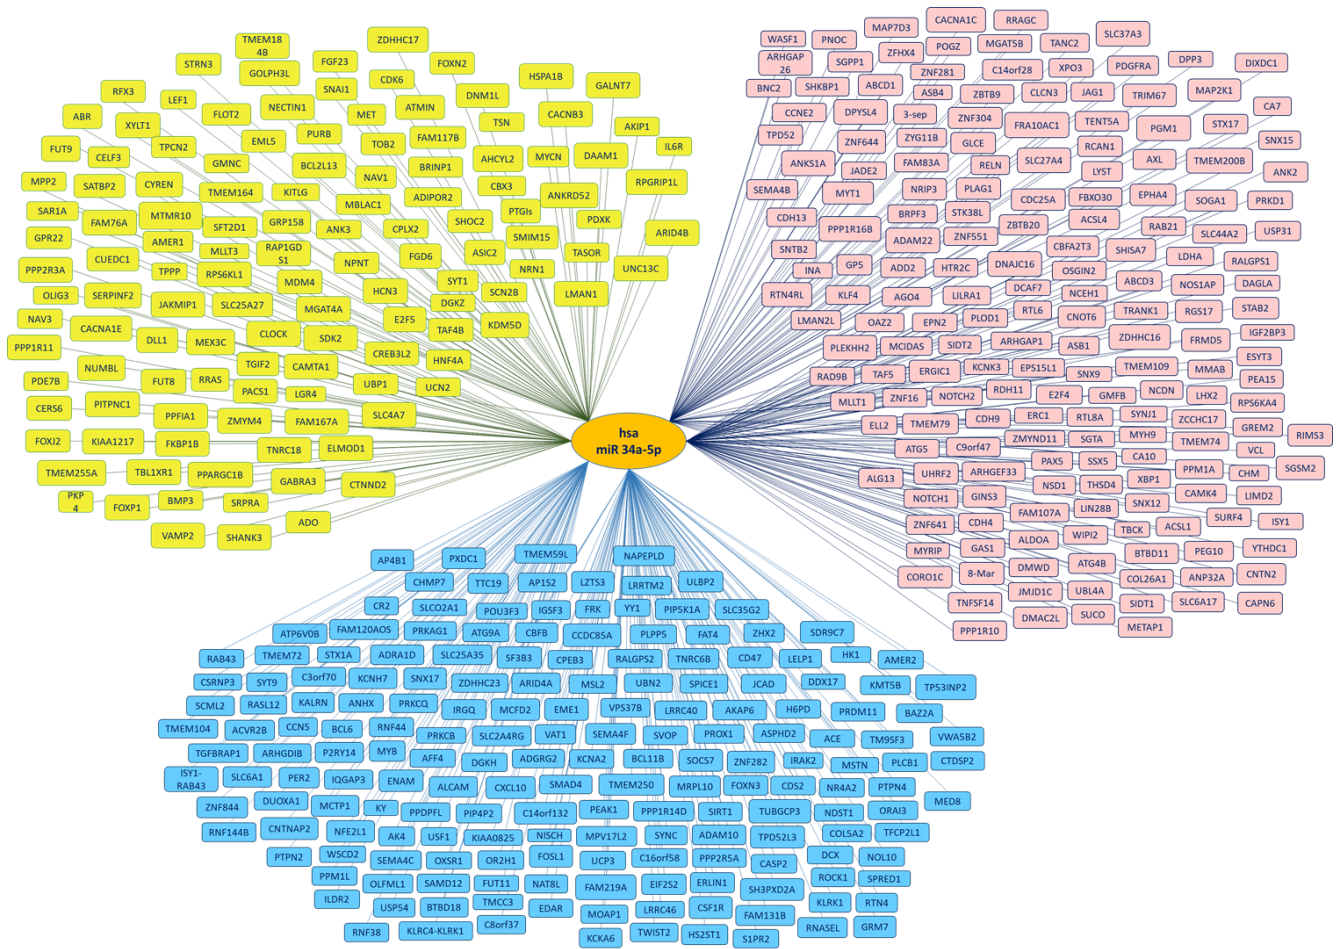 TMEM18
4B
ZDHHC17
STRN3
GOLPH3L
FGF23
FOXN2
CDK6
HSPA1B
GALNT7
RFX3
LEF1
NECTIN1
SNAI1
DNM1L
ABR
FLOT2
MET
ATMIN
CACNB3
XYLT1
PURB
TSN
AKIP1
FUT9
TPCN2
EML5
TOB2
FAM117B
IL6R
CELF3
GMNC
BCL2L13
AHCYL2
MYCN
DAAM1
MPP2
SATBP2
CYREN
NAV1
BRINP1
RPGRIP1L
TMEM164
KITLG
CBX3
ANKRD52
SAR1A
MTMR10
MBLAC1
ADIPOR2
PTGIs
PDXK
FAM76A
SFT2D1
GRP158
ANK3
CPLX2
SHOC2
SMIM15
ARID4B
GPR22
AMER1
MLLT3
RAP1GD
S1
FGD6
ASIC2
TASOR
CUEDC1
NPNT
NRN1
UNC13C
PPP2R3A
TPPP
RPS6KL1
MDM4
SYT1
OLIG3
SERPINF2
JAKMIP1
SLC25A27
HCN3
SCN2B
LMAN1
MGAT4A
DGKZ
NAV3
CACNA1E
CLOCK
E2F5
TAF4B
KDM5D
DLL1
MEX3C
SDK2
PPP1R11
CREB3L2
HNF4A
NUMBL
TGIF2
CAMTA1
PDE7B
FUT8
RRAS
PACS1
UBP1
UCN2
LGR4
CERS6
PITPNC1
PPFIA1
ZMYM4
FAM167A
SLC4A7
FOXJ2
KIAA1217
FKBP1B
TNRC18
ELMOD1
TMEM255A
TBL1XR1
PPARGC1B
GABRA3
CTNND2
PKP
4
FOXP1
BMP3
SRPRA
VAMP2
SHANK3
ADO
hsa
miR 34a-5p
WASF1
PNOC
MAP7D3
CACNA1C
RRAGC
ARHGAP
26
SGPP1
ZFHX4
POGZ
MGAT5B
TANC2
SLC37A3
BNC2
SHKBP1
ABCD1
ZNF281
C14orf28
XPO3
PDGFRA
DPP3
DIXDC1
CCNE2
DPYSL4
ASB4
ZBTB9
CLCN3
JAG1
TRIM67
MAP2K1
TPD52
3-sep
ZNF304
FRA10AC1
TENT5A
PGM1
CA7
ZNF644
ZYG11B
GLCE
STX17
SNX15
ANKS1A
FAM83A
RELN
SLC27A4
RCAN1
AXL
TMEM200B
JADE2
LYST
SEMA4B
MYT1
NRIP3
PLAG1
CDC25A
FBXO30
EPHA4
ANK2
CDH13
BRPF3
STK38L
SOGA1
PRKD1
PPP1R16B
ADAM22
ZNF551
ZBTB20
ACSL4
RAB21
SLC44A2
USP31
SNTB2
CBFA2T3
SHISA7
INA
GP5
ADD2
HTR2C
DNAJC16
OSGIN2
LDHA
RALGPS1
RTN4RL
KLF4
AGO4
LILRA1
DCAF7
NCEH1
ABCD3
NOS1AP
DAGLA
LMAN2L
OAZ2
EPN2
PLOD1
RTL6
CNOT6
TRANK1
RGS17
STAB2
PLEKHH2
MCIDAS
SIDT2
ARHGAP1
ASB1
ZDHHC16
FRMD5
IGF2BP3
RAD9B
TAF5
ERGIC1
KCNK3
EPS15L1
SNX9
TMEM109
MMAB
ESYT3
MLLT1
ZNF16
NOTCH2
RDH11
E2F4
GMFB
NCDN
LHX2
PEA15
RPS6KA4
ELL2
TMEM79
CDH9
ERC1
RTL8A
SYNJ1
ZCCHC17
GREM2
RIMS3
ATG5
C9orf47
ZMYND11
SGTA
MYH9
TMEM74
VCL
ALG13
UHRF2
ARHGEF33
PAX5
SSX5
CA10
PPM1A
CHM
SGSM2
NOTCH1
GINS3
NSD1
THSD4
XBP1
CAMK4
LIMD2
FAM107A
LIN28B
SNX12
SURF4
ISY1
ZNF641
CDH4
ALDOA
WIPI2
TBCK
ACSL1
MYRIP
GAS1
BTBD11
PEG10
YTHDC1
CORO1C
8-Mar
DMWD
ATG4B
COL26A1
ANP32A
CNTN2
TNFSF14
JMJD1C
UBL4A
SIDT1
SLC6A17
CAPN6
PPP1R10
DMAC2L
SUCO
METAP1
AP4B1
PXDC1
TMEM59L
NAPEPLD
CHMP7
TTC19
AP1S2
LZTS3
LRRTM2
ULBP2
CR2
SLCO2A1
POU3F3
IGSF3
FRK
YY1
PIP5K1A
SLC35G2
ATP6V0B
FAM120AOS
PRKAG1
ATG9A
CBFB
CCDC85A
PLPP5
FAT4
ZHX2
SDR9C7
RAB43
TMEM72
STX1A
ADRA1D
SLC25A35
SF3B3
CPEB3
RALGPS2
TNRC6B
CD47
LELP1
HK1
AMER2
CSRNP3
SYT9
C3orf70
KCNH7
SNX17
ZDHHC23
ARID4A
MSL2
UBN2
SPICE1
JCAD
DDX17
KMT5B
TP53INP2
SCML2
RASL12
KALRN
ANHX
PRKCQ
IRGQ
MCFD2
EME1
VPS37B
LRRC40
AKAP6
H6PD
PRDM11
BAZ2A
TMEM104
ACVR2B
CCN5
BCL6
RNF44
PRKCB
SLC2A4RG
VAT1
SEMA4F
SVOP
PROX1
ASPHD2
ACE
TM9SF3
VWA5B2
TGFBRAP1
ARHGDIB
P2RY14
MYB
AFF4
DGKH
ADGRG2
KCNA2
BCL11B
SOCS7
ZNF282
IRAK2
MSTN
PLCB1
CTDSP2
ISY1-
RAB43
SLC6A1
PER2
IQGAP3
ENAM
ALCAM
CXCL10
SMAD4
TMEM250
MRPL10
FOXN3
CDS2
NR4A2
PTPN4
MED8
ZNF844
DUOXA1
MCTP1
KY
PPDPFL
PIP4P2
C14orf132
PEAK1
PPP1R14D
SIRT1
TUBGCP3
NDST1
ORAI3
RNF144B
CNTNAP2
NFE2L1
AK4
USF1
KIAA0825
NISCH
MPV17L2
SYNC
ADAM10
TPD52L3
COL5A2
TFCP2L1
PTPN2
WSCD2
SEMA4C
OXSR1
OR2H1
FOSL1
UCP3
C16orf58
PPP2R5A
CASP2
DCX
NOL10
PPM1L
OLFML1
SAMD12
FUT11
NAT8L
FAM219A
EIF2S2
ERLIN1
SH3PXD2A
ROCK1
SPRED1
ILDR2
USP54
BTBD18
TMCC3
EDAR
MOAP1
LRRC46
CSF1R
FAM131B
KLRK1
RTN4
RNF38
KLRC4-KLRK1
C8orf37
KCKA6
TWIST2
HS2ST1
S1PR2
RNASEL
GRM7